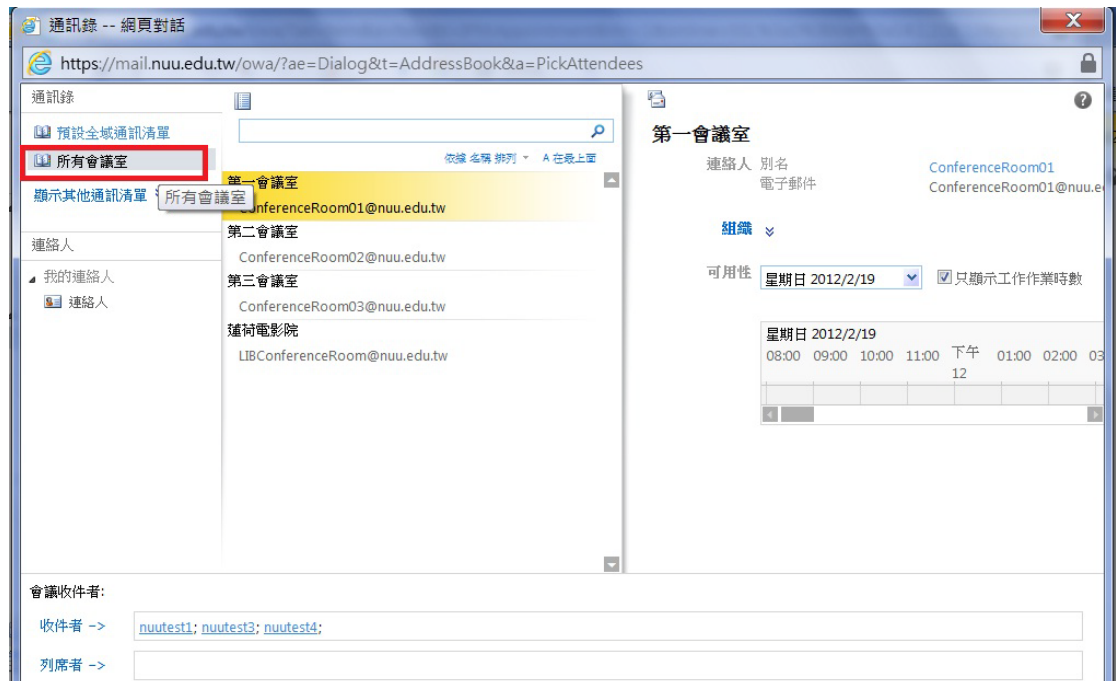 通訊錄 -- 網頁對話
https://mail.nuu.edu.tw/owa/?ae=Dialog&t=AddressBook&a=PickAttendees
通訊錄
預設全域通訊清單
所有會議室
顯示其他通訊清單
所有會議室
連絡人
我的連絡人
連絡人
依據 名稱 排列 A 在最上面
第一會議室
ConferenceRoom01@nuu.edu.tw
第二會議室
ConferenceRoom02@nuu.edu.tw
第三會議室
ConferenceRoom03@nuu.edu.tw
蓮荷電影院
LIBConferenceRoom@nuu.edu.tw
第一會議室
連絡人 別名 ConferenceRoom01
電子郵件 ConferenceRoom01@nuu.e
組織
可用性 星期日 2012/2/19 只顯示工作作業時數
星期日 2012/2/19
08:00 09:00 10:00 11:00 下午 12 01:00 02:00 03
會議收件者:
收件者 -> nuutest1; nuutest3; nuutest4;
列席者 ->